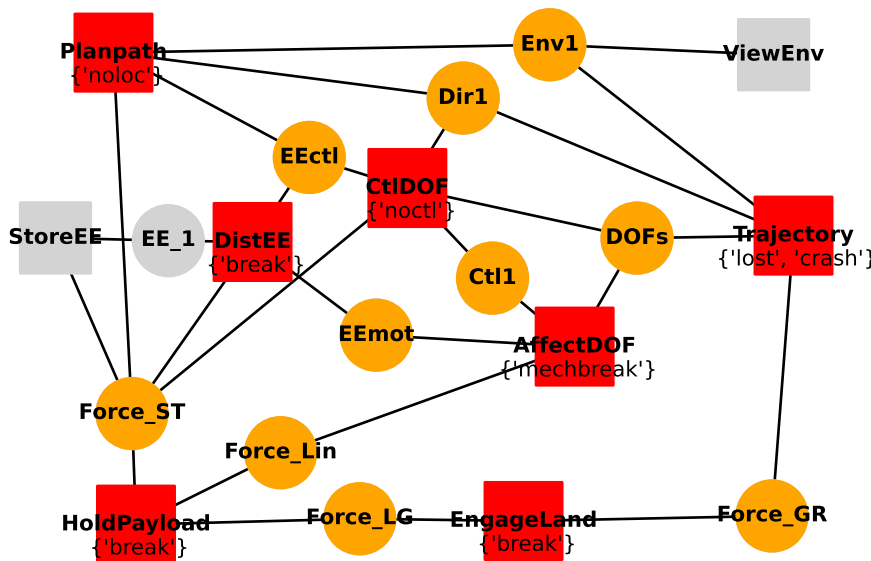 Env1
Planpath
ViewEnv
{'noloc'}
Dir1
EEctl
CtlDOF
{'noctl'}
StoreEE
EE_1
DistEE
DOFs
Trajectory
{'break'}
{'lost', 'crash'}
Ctl1
EEmot
AffectDOF
{'mechbreak'}
Force_ST
Force_Lin
HoldPayload
Force_LG
EngageLand
Force_GR
{'break'}
{'break'}